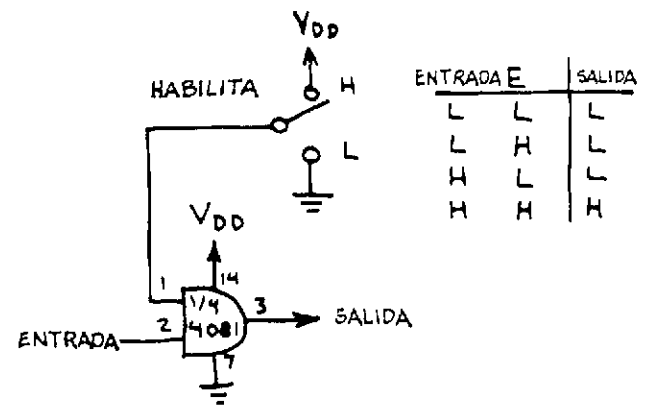 VDD
HABILITA
H
L
ENTRADA E SALIDA
L L L
L H L
H L L
H H H
VDD
14
1
1/4
4081
2
3
7
ENTRADA
SALIDA